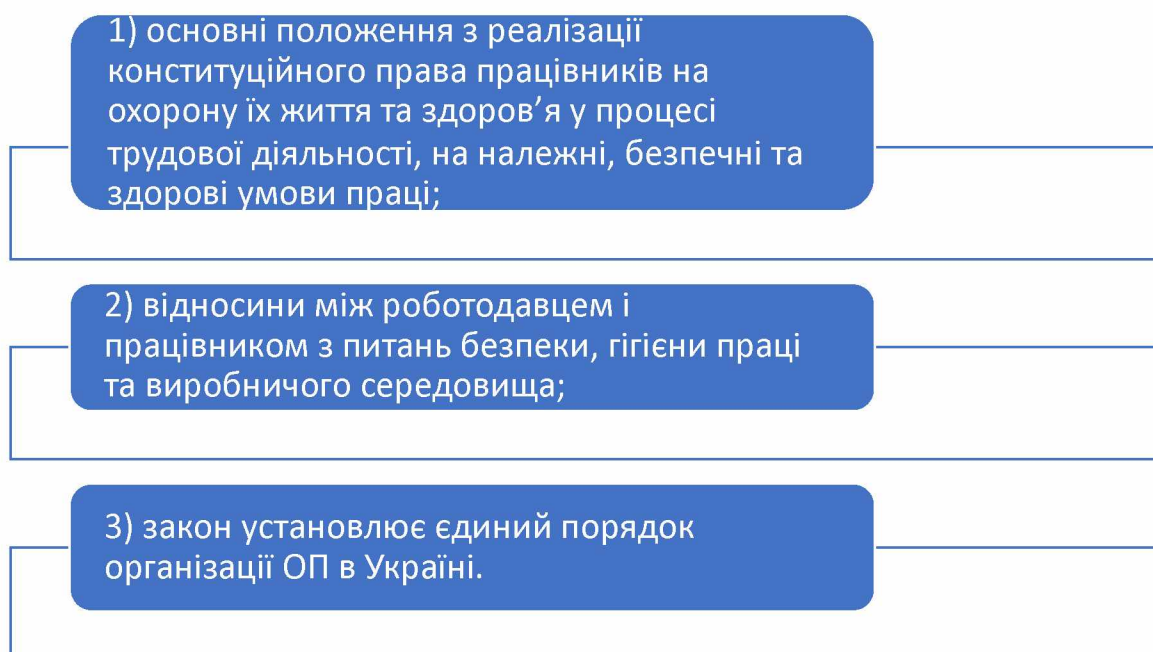 1) основні положення з реалізації
конституційного права працівників на
охорону їх життя та здоров’я у процесі
трудової діяльності, на належні, безпечні та
здорові умови праці;
2) відносини між роботодавцем і
працівником з питань безпеки, гігієни праці
та виробничого середовища;
3) закон установлює єдиний порядок
організації ОП в Україні.